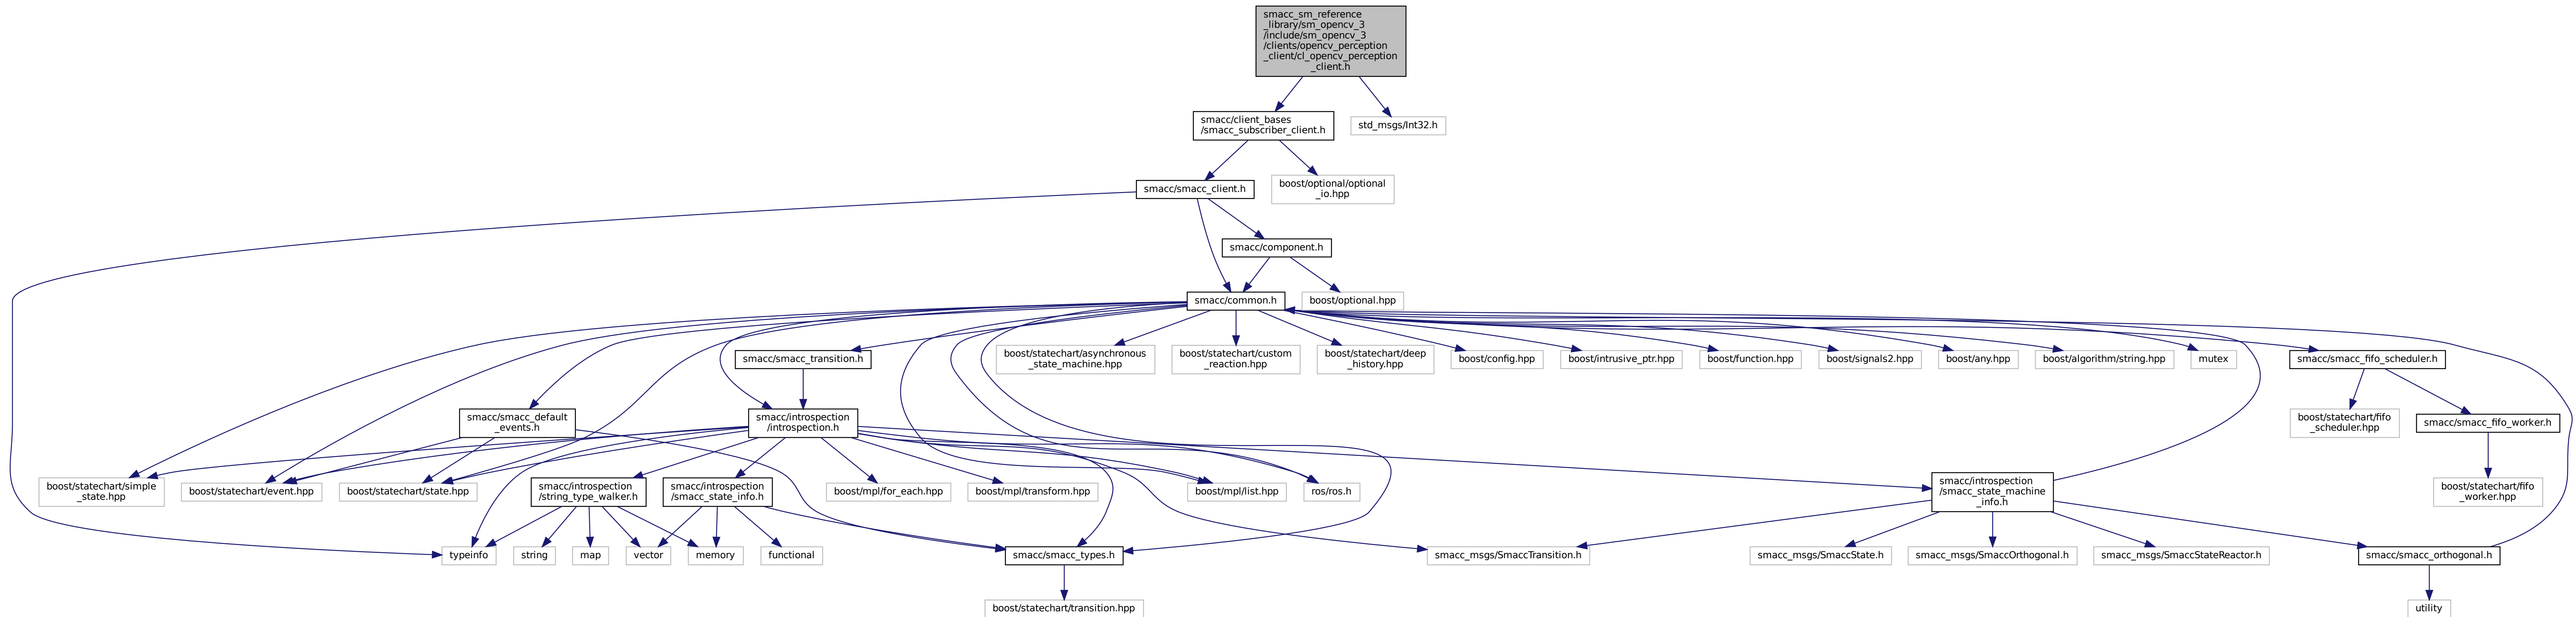 smacc_sm_reference
_library/sm_opencv_3
/include/sm_opencv_3
/clients/opencv_perception
_client/cl_opencv_perception
_client.h
smacc/client_bases
/smacc_subscriber_client.h
std_msgs/Int32.h
smacc/smacc_client.h
boost/optional/optional
_io.hpp
smacc/component.h
smacc/common.h
boost/optional.hpp
smacc/smacc_transition.h
boost/statechart/asynchronous
_state_machine.hpp
boost/statechart/custom
_reaction.hpp
boost/statechart/deep
_history.hpp
boost/config.hpp
boost/intrusive_ptr.hpp
boost/function.hpp
boost/signals2.hpp
boost/any.hpp
boost/algorithm/string.hpp
mutex
smacc/smacc_fifo_scheduler.h
smacc/smacc_default
_events.h
smacc/introspection
/introspection.h
boost/statechart/fifo
_scheduler.hpp
smacc/smacc_fifo_worker.h
boost/statechart/simple
_state.hpp
boost/statechart/event.hpp
boost/statechart/state.hpp
smacc/introspection
/string_type_walker.h
smacc/introspection
/smacc_state_info.h
boost/mpl/for_each.hpp
boost/mpl/transform.hpp
boost/mpl/list.hpp
ros/ros.h
smacc/introspection
/smacc_state_machine
_info.h
boost/statechart/fifo
_worker.hpp
typeinfo
string
map
vector
memory
functional
smacc/smacc_types.h
smacc_msgs/SmaccTransition.h
smacc_msgs/SmaccState.h
smacc_msgs/SmaccOrthogonal.h
smacc_msgs/SmaccStateReactor.h
smacc/smacc_orthogonal.h
boost/statechart/transition.hpp
utility